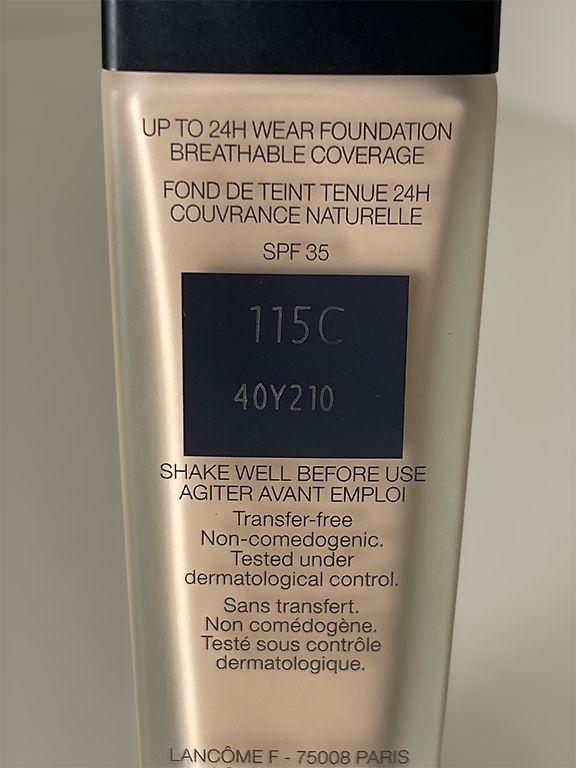 UP TO 24H WEAR FOUNDATION
BREATHABLE COVERAGE
FOND DE TEINT TENUE 24H
COUVRANCE NATURELLE
SPF 35
115C
40Y210
SHAKE WELL BEFORE USE
AGITER AVANT EMPLOI
Transfer-free
Non-comedogenic.
Tested under
dermatological control.
Sans transfert.
Non comédogène.
Testé sous contrôle
dermatologique.
LANCÔME F - 75008 PARIS